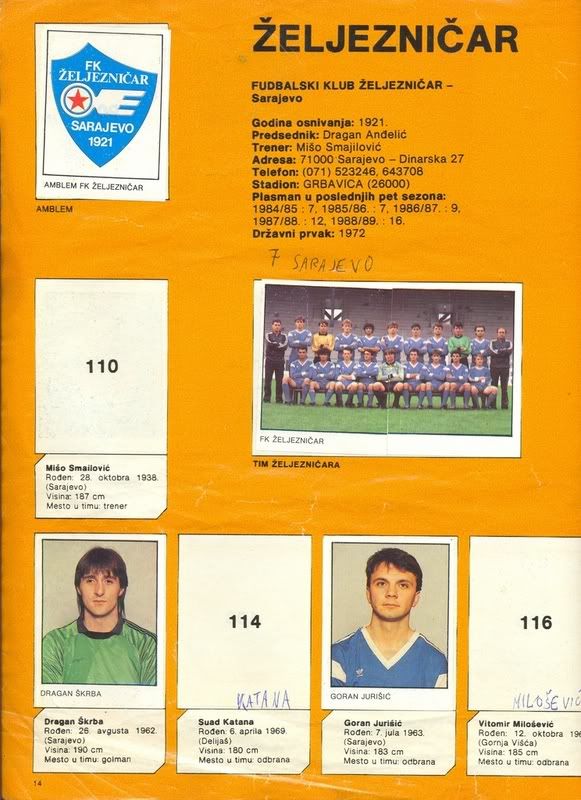 FK
ŽELJEZNIČAR
SARAJEVO
1921
AMBLEM FK ŽELJEZNIČAR
AMBLEM
ŽELJEZNIČAR
FUDBALSKI KLUB ŽELJEZNIČAR –
Sarajevo
Godina osnivanja: 1921.
Predsednik: Dragan Anđelić
Trener: Mišo Smajilović
Adresa: 71000 Sarajevo – Dinarska 27
Telefon: (071) 523246, 643708
Stadion: GRBAVICA (26000)
Plasman u poslednjih pet sezona:
1984/85 : 7, 1985/86. : 7, 1986/87. : 9,
1987/88. : 12, 1988/89. : 16.
Državni prvak: 1972
7 SARAJEVO
110
FK ŽELJEZNIČAR
TIM ŽELJEZNIČARA
Mišo Smailović
Rođen: 28. oktobra 1938.
(Sarajevo)
Visina: 187 cm
Mesto u timu: trener
DRAGAN ŠKRBA
Dragan Škrba
Rođen: 26. avgusta 1962.
(Sarajevo)
Visina: 190 cm
Mesto u timu: golman
114
KATANA
Suad Katana
Rođen: 6. aprila 1969.
(Delijaš)
Visina: 180 cm
Mesto u timu: odbrana
GORAN JURIŠIĆ
Goran Jurišić
Rođen: 7. jula 1963.
(Sarajevo)
Visina: 183 cm
Mesto u timu: odbrana
116
MILOŠEVIĆ
Vitomir Milošević
Rođen: 12. oktobra 196
(Gornja Višća)
Visina: 185 cm
Mesto u timu: odbrana
14